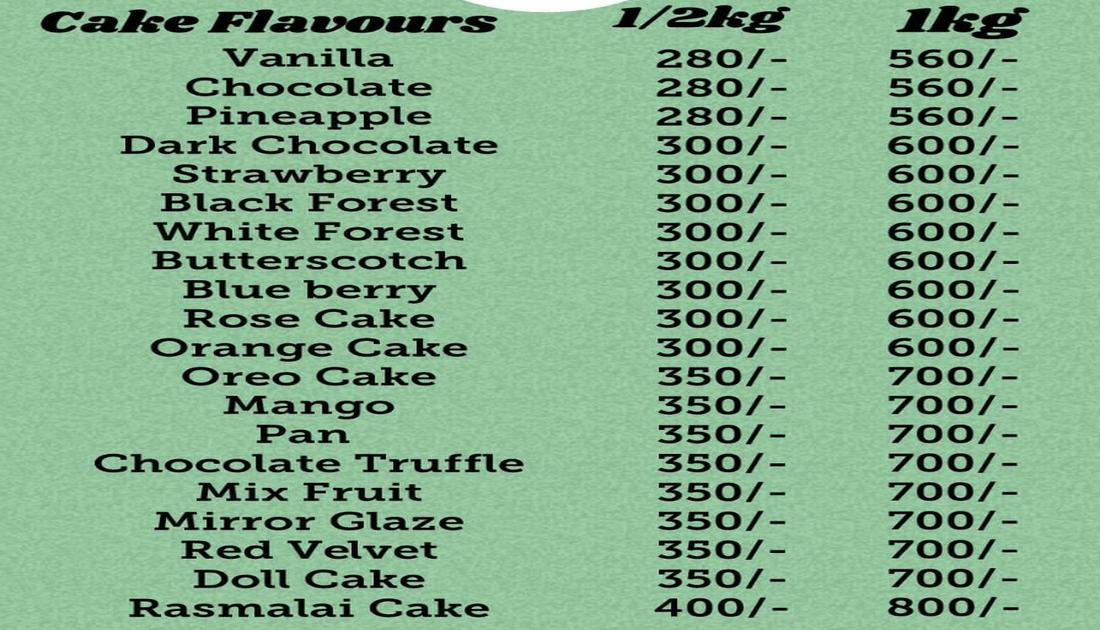 Cake Flavours 1/2kg 1kg
Vanilla 280/- 560/-
Chocolate 280/- 560/-
Pineapple 280/- 560/-
Dark Chocolate 300/- 600/-
Strawberry 300/- 600/-
Black Forest 300/- 600/-
White Forest 300/- 600/-
Butterscotch 300/- 600/-
Blue berry 300/- 600/-
Rose Cake 300/- 600/-
Orange Cake 300/- 600/-
Oreo Cake 350/- 700/-
Mango 350/- 700/-
Pan 350/- 700/-
Chocolate Truffle 350/- 700/-
Mix Fruit 350/- 700/-
Mirror Glaze 350/- 700/-
Red Velvet 350/- 700/-
Doll Cake 350/- 700/-
Rasmalai Cake 400/- 800/-